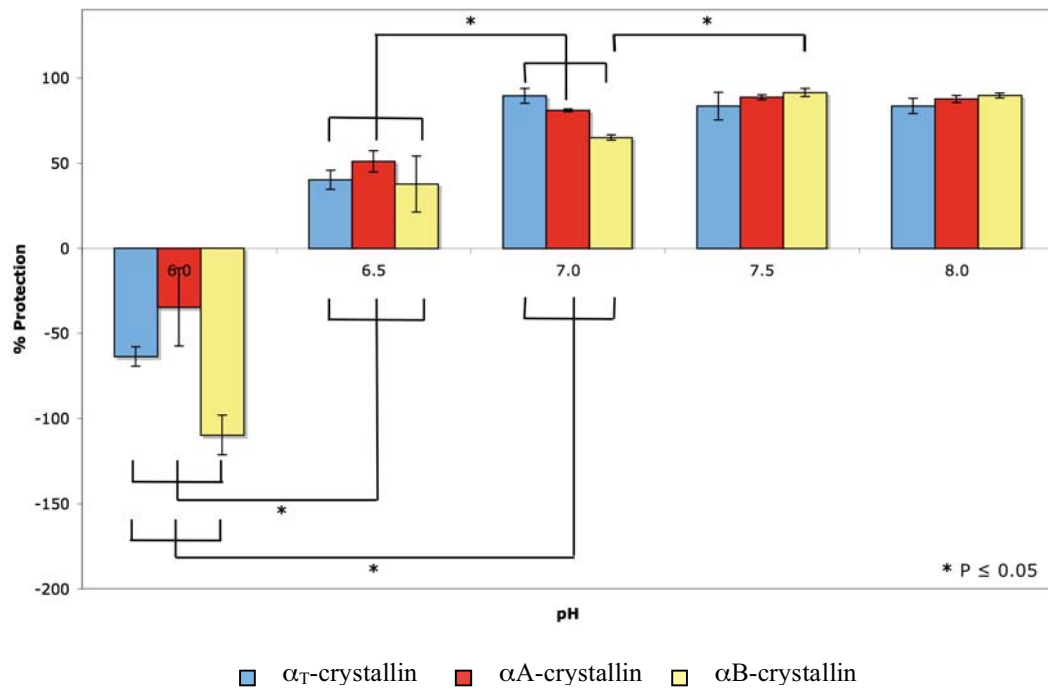 *
*
100
50
0
6.0 6.5 7.0 7.5 8.0
-50
-100
-150
*
*
-200
% Protection
* P ≤ 0.05
pH
αT-crystallin αA-crystallin αB-crystallin